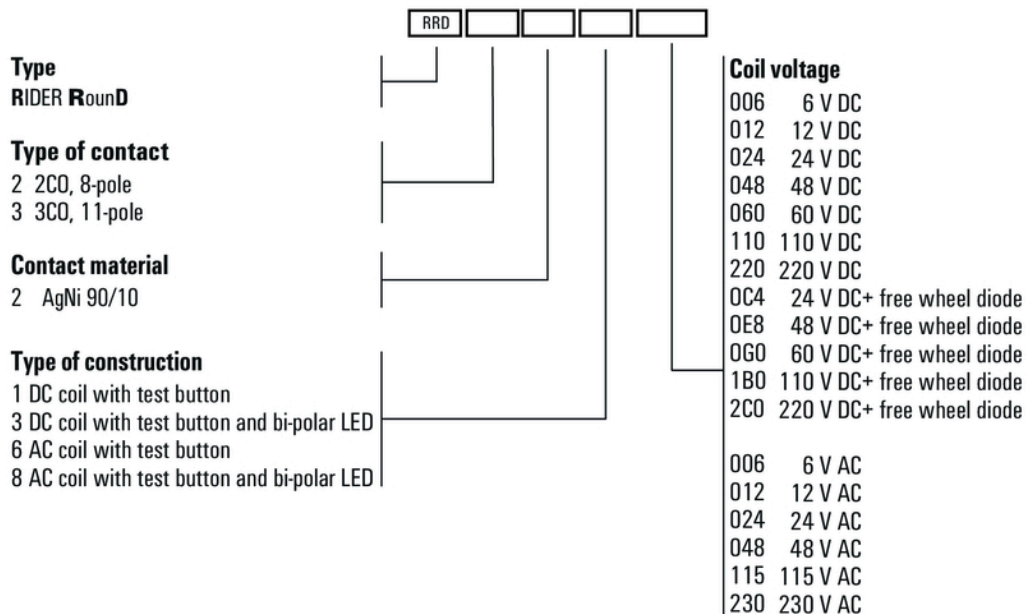 RRD
Type
RIDER RounD
Type of contact
2 2CO, 8-pole
3 3CO, 11-pole
Contact material
2 AgNi 90/10
Type of construction
1 DC coil with test button
3 DC coil with test button and bi-polar LED
6 AC coil with test button
8 AC coil with test button and bi-polar LED
Coil voltage
006 6 V DC
012 12 V DC
024 24 V DC
048 48 V DC
060 60 V DC
110 110 V DC
220 220 V DC
0C4 24 V DC+ free wheel diode
0E8 48 V DC+ free wheel diode
0G0 60 V DC+ free wheel diode
1B0 110 V DC+ free wheel diode
2C0 220 V DC+ free wheel diode
006 6 V AC
012 12 V AC
024 24 V AC
048 48 V AC
115 115 V AC
230 230 V AC